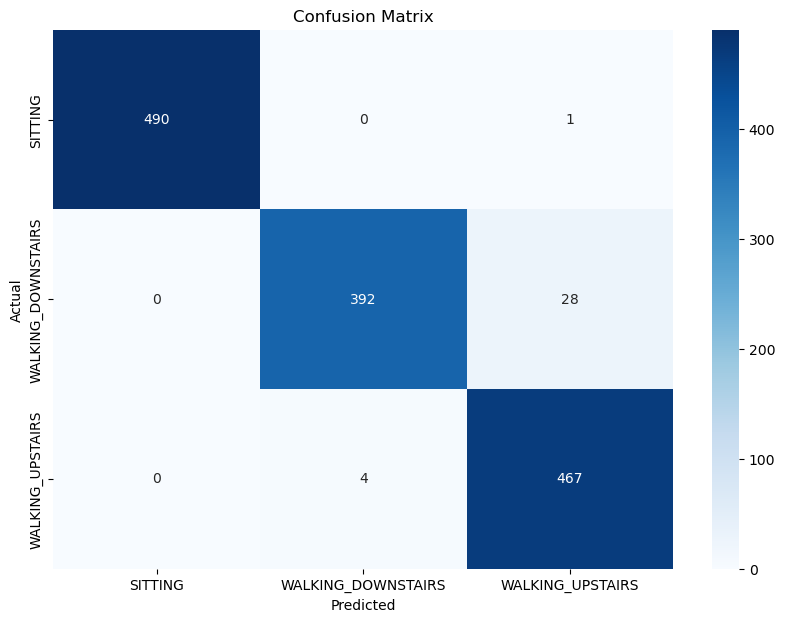 Confusion Matrix
Actual
SITTING
490
0
1
WALKING_DOWNSTAIRS
0
392
28
WALKING_UPSTAIRS
0
4
467
SITTING
WALKING_DOWNSTAIRS
WALKING_UPSTAIRS
Predicted
400
300
200
100
0